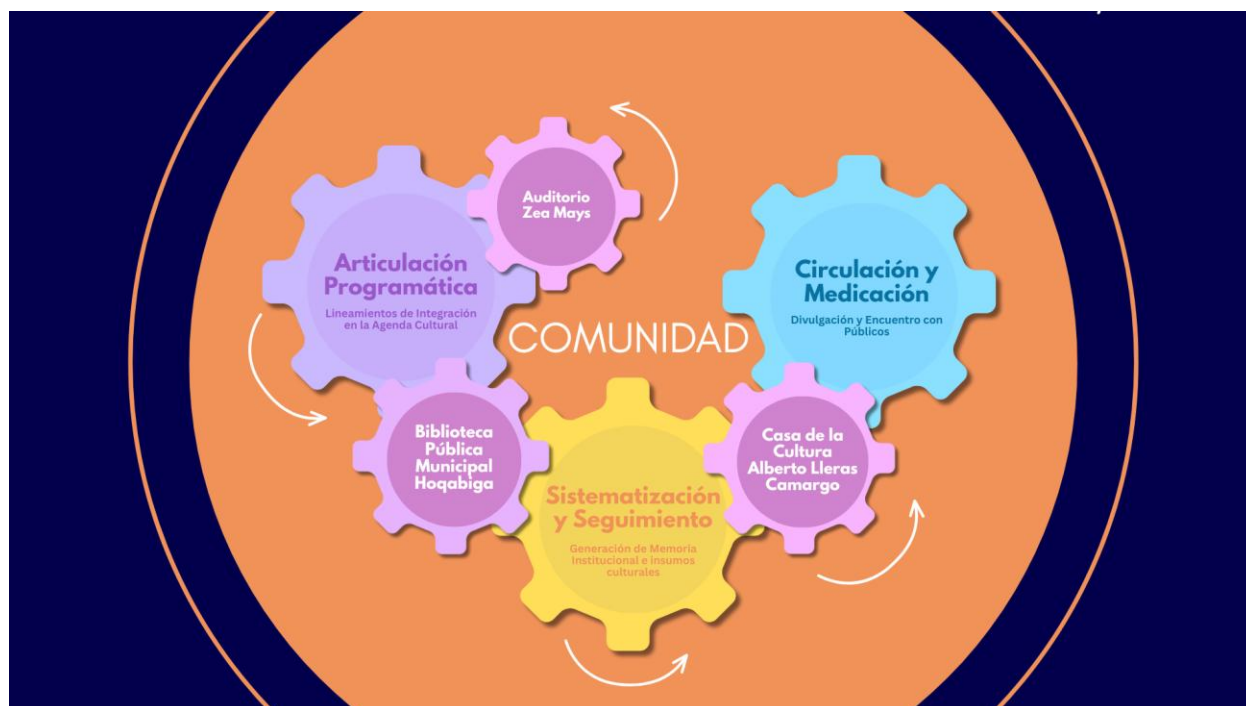 Auditorio
Zea Mays
Articulación
Programática
Lineamientos de Integración
en la Agenda Cultural
Circulación y
Medicación
Divulgación y Encuentro con
Públicos
COMUNIDAD
Biblioteca
Pública
Municipal
Hoqabiga
Sistematización
y Seguimiento
Generación de Memoria
Institucional e insumos
culturales
Casa de la
Cultura
Alberto Lleras
Camargo